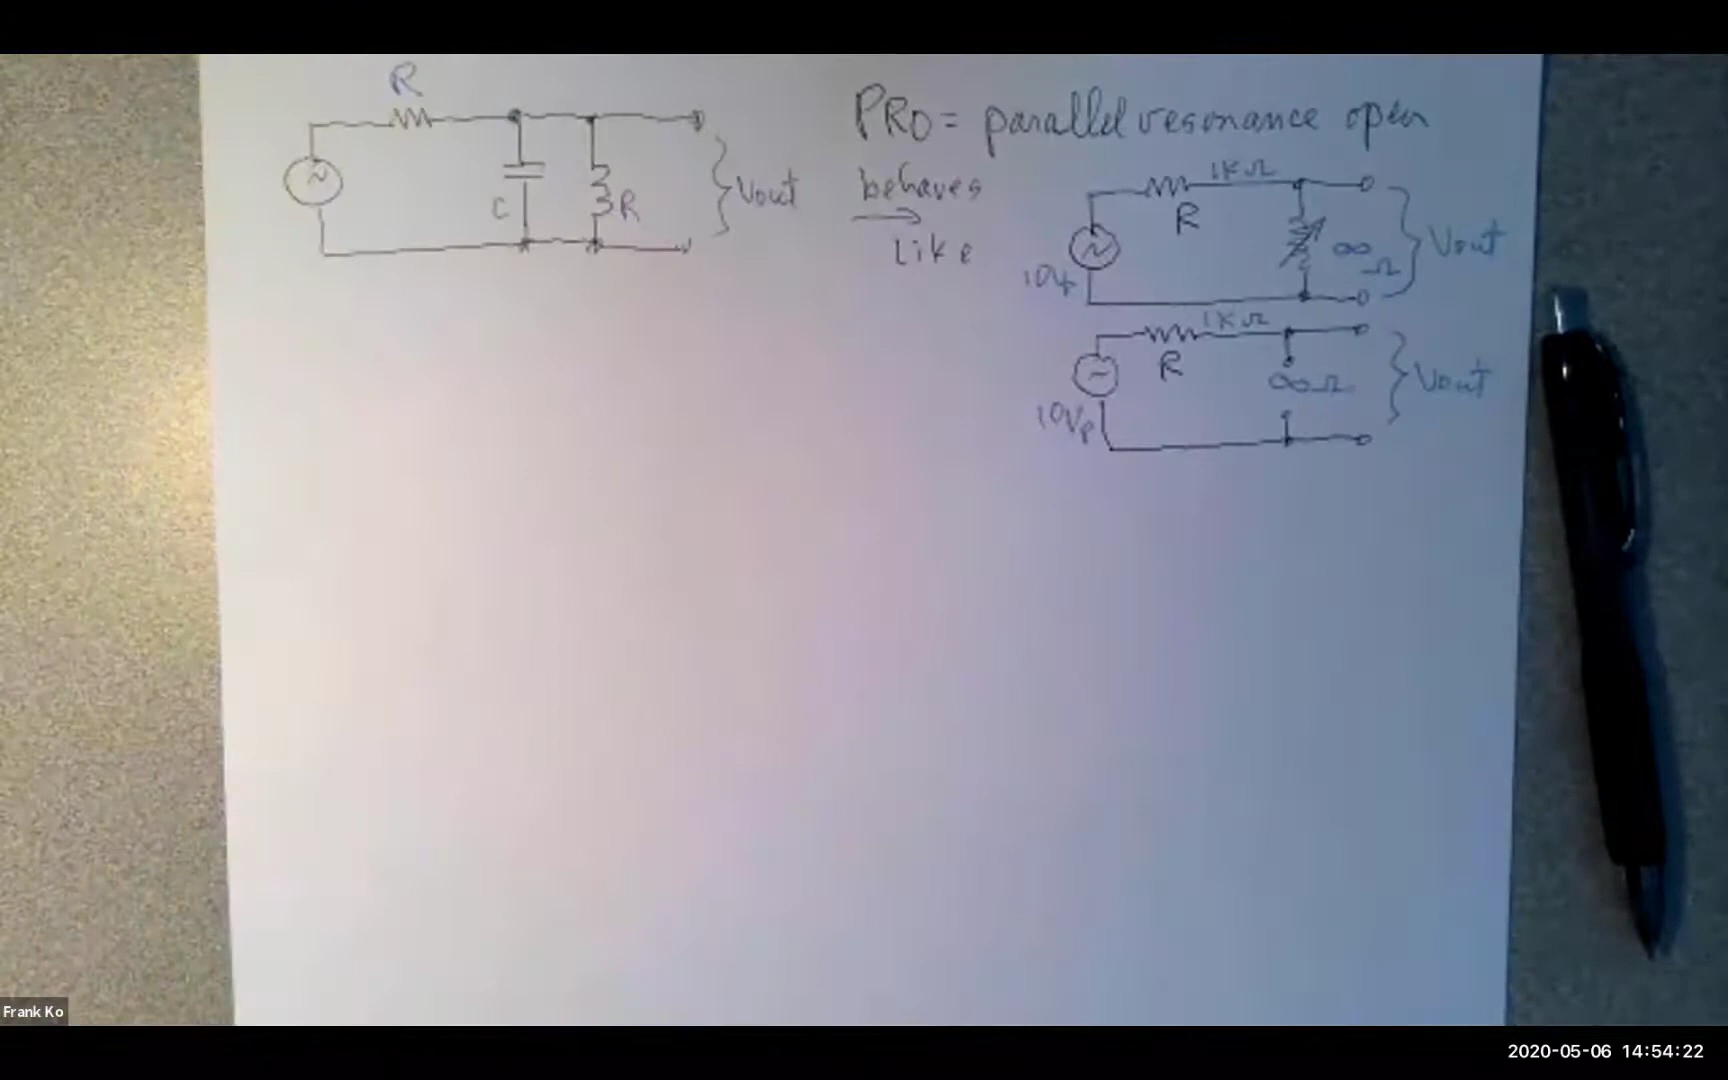 R
C
R
Vout
PRO = parallel resonance open
behaves
like
1KΩ
R
∞
Ω
Vout
1KΩ
R
∞Ω
Vout
10Vp
Frank Ko
2020-05-06 14:54:22